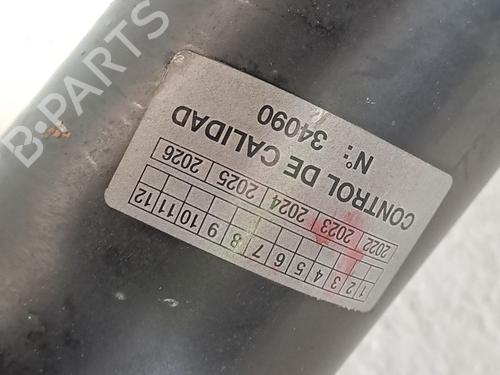 CONTROL DE CALIDAD
Nº: 34090
2022 2023 2024 2025 2026
1 2 3 4 5 6 7 8 9 10 11 12
B-PARTS